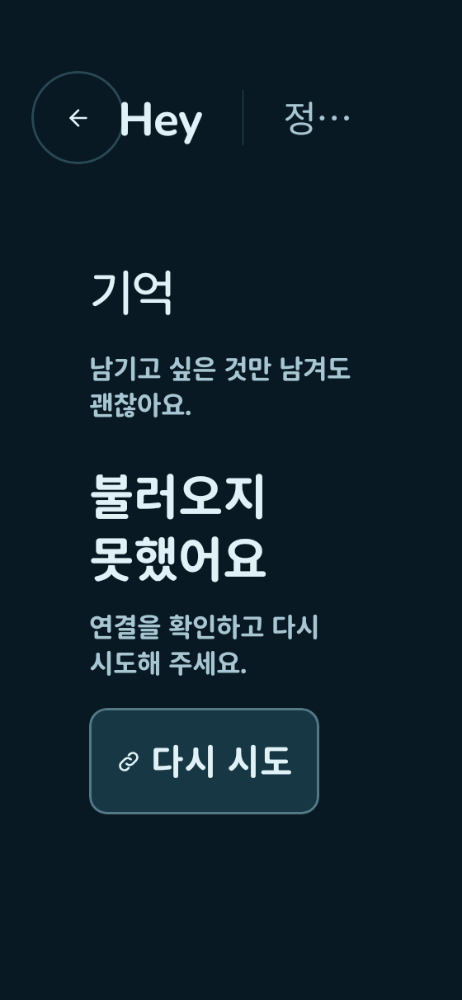 Hey
정…
기억
남기고 싶은 것만 남겨도
괜찮아요.
불러오지
못했어요
연결을 확인하고 다시
시도해 주세요.
다시 시도